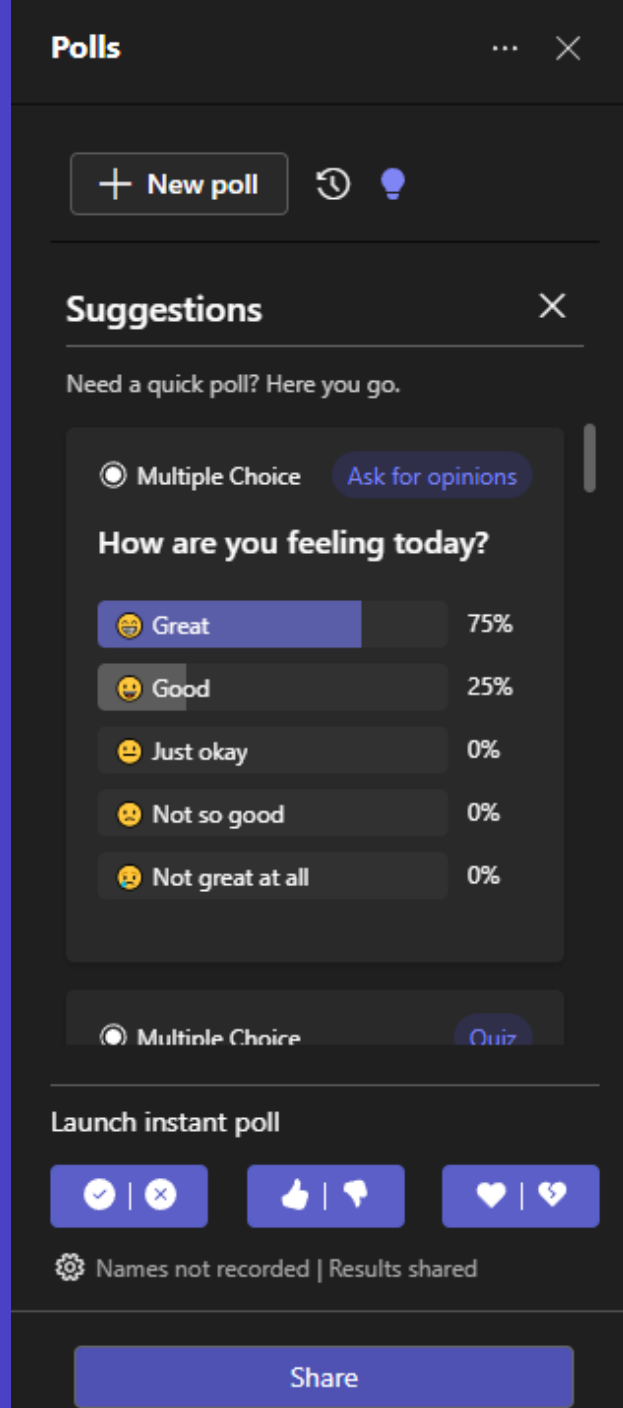 Polls
New poll
Suggestions
Need a quick poll? Here you go.
Multiple Choice Ask for opinions
How are you feeling today?
Great 75%
Good 25%
Just okay 0%
Not so good 0%
Not great at all 0%
Multiple Choice Quiz
Launch instant poll
Names not recorded | Results shared
Share